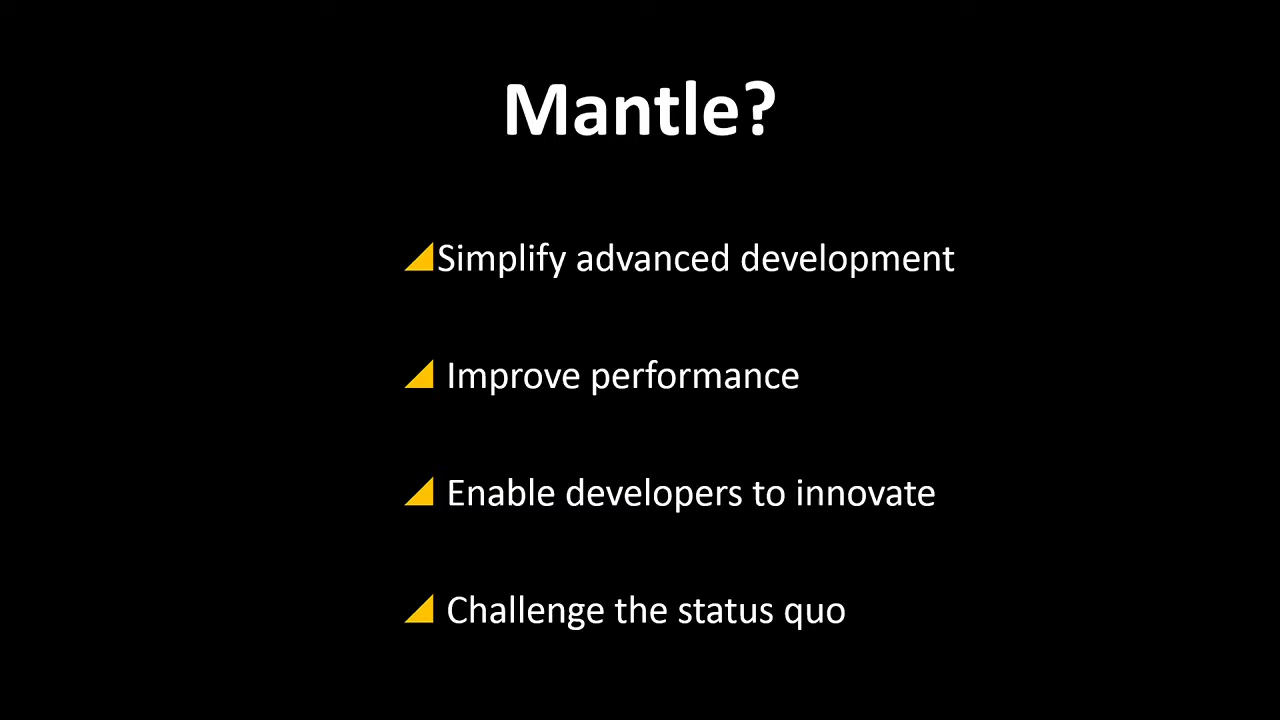 Mantle?
Simplify advanced development
Improve performance
Enable developers to innovate
Challenge the status quo